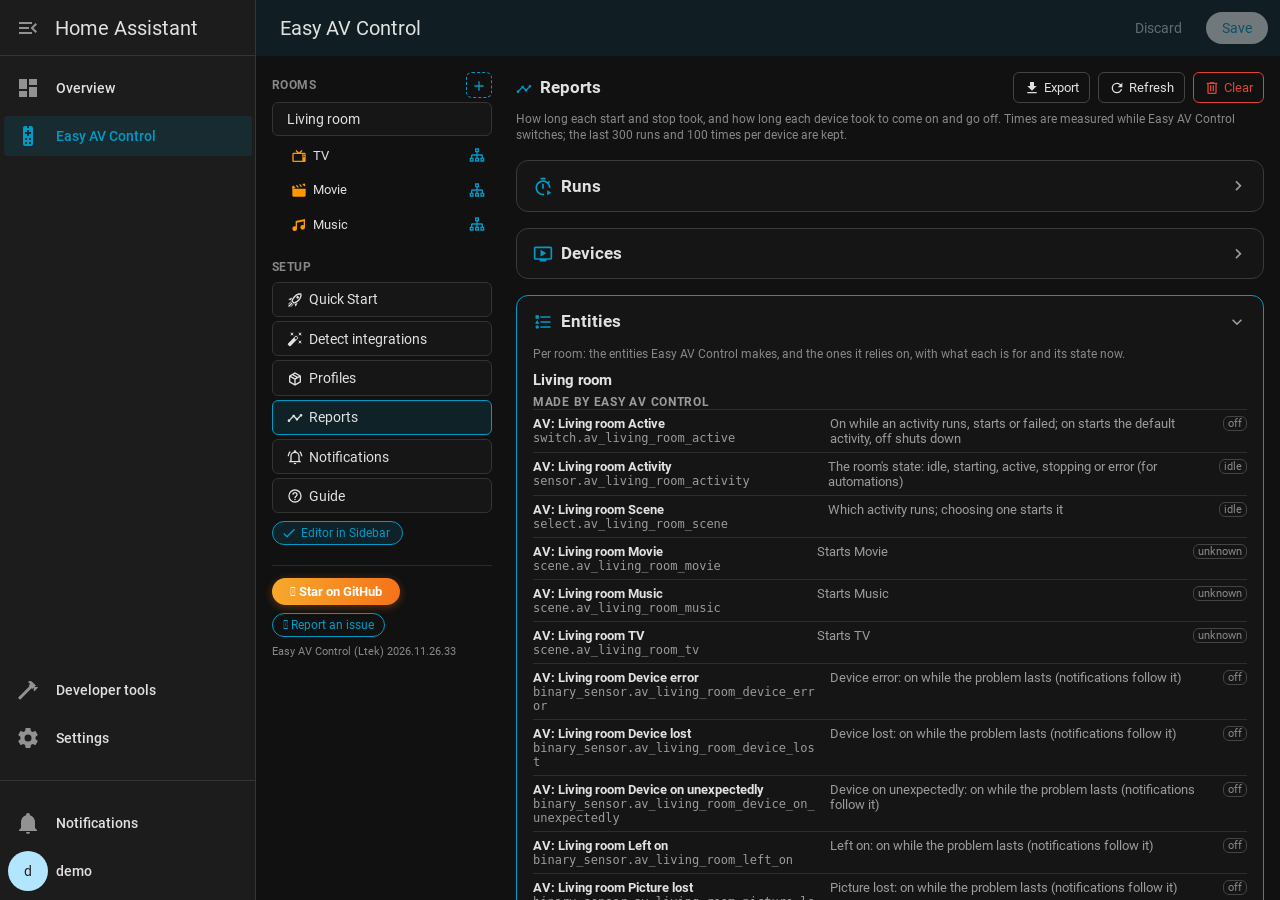 Home Assistant
Easy AV Control
Discard
Save
Overview
Easy AV Control
Developer tools
Settings
Notifications
d
demo
ROOMS
Living room
TV
Movie
Music
SETUP
Quick Start
Detect integrations
Profiles
Reports
Notifications
Guide
Editor in Sidebar
Star on GitHub
Report an issue
Easy AV Control (Ltek) 2026.11.26.33
Reports
Export
Refresh
Clear
How long each start and stop took, and how long each device took to come on and go off. Times are measured while Easy AV Control
switches; the last 300 runs and 100 times per device are kept.
Runs
Devices
Entities
Per room: the entities Easy AV Control makes, and the ones it relies on, with what each is for and its state now.
Living room
MADE BY EASY AV CONTROL
AV: Living room Active
switch.av_living_room_active
On while an activity runs, starts or failed; on starts the default
activity, off shuts down
off
AV: Living room Activity
sensor.av_living_room_activity
The room's state: idle, starting, active, stopping or error (for
automations)
idle
AV: Living room Scene
select.av_living_room_scene
Which activity runs; choosing one starts it
idle
AV: Living room Movie
scene.av_living_room_movie
Starts Movie
unknown
AV: Living room Music
scene.av_living_room_music
Starts Music
unknown
AV: Living room TV
scene.av_living_room_tv
Starts TV
unknown
AV: Living room Device error
binary_sensor.av_living_room_device_err
or
Device error: on while the problem lasts (notifications follow it)
off
AV: Living room Device lost
binary_sensor.av_living_room_device_los
t
Device lost: on while the problem lasts (notifications follow it)
off
AV: Living room Device on unexpectedly
binary_sensor.av_living_room_device_on_
unexpectedly
Device on unexpectedly: on while the problem lasts (notifications
follow it)
off
AV: Living room Left on
binary_sensor.av_living_room_left_on
Left on: on while the problem lasts (notifications follow it)
off
AV: Living room Picture lost
Picture lost: on while the problem lasts (notifications follow it)
off